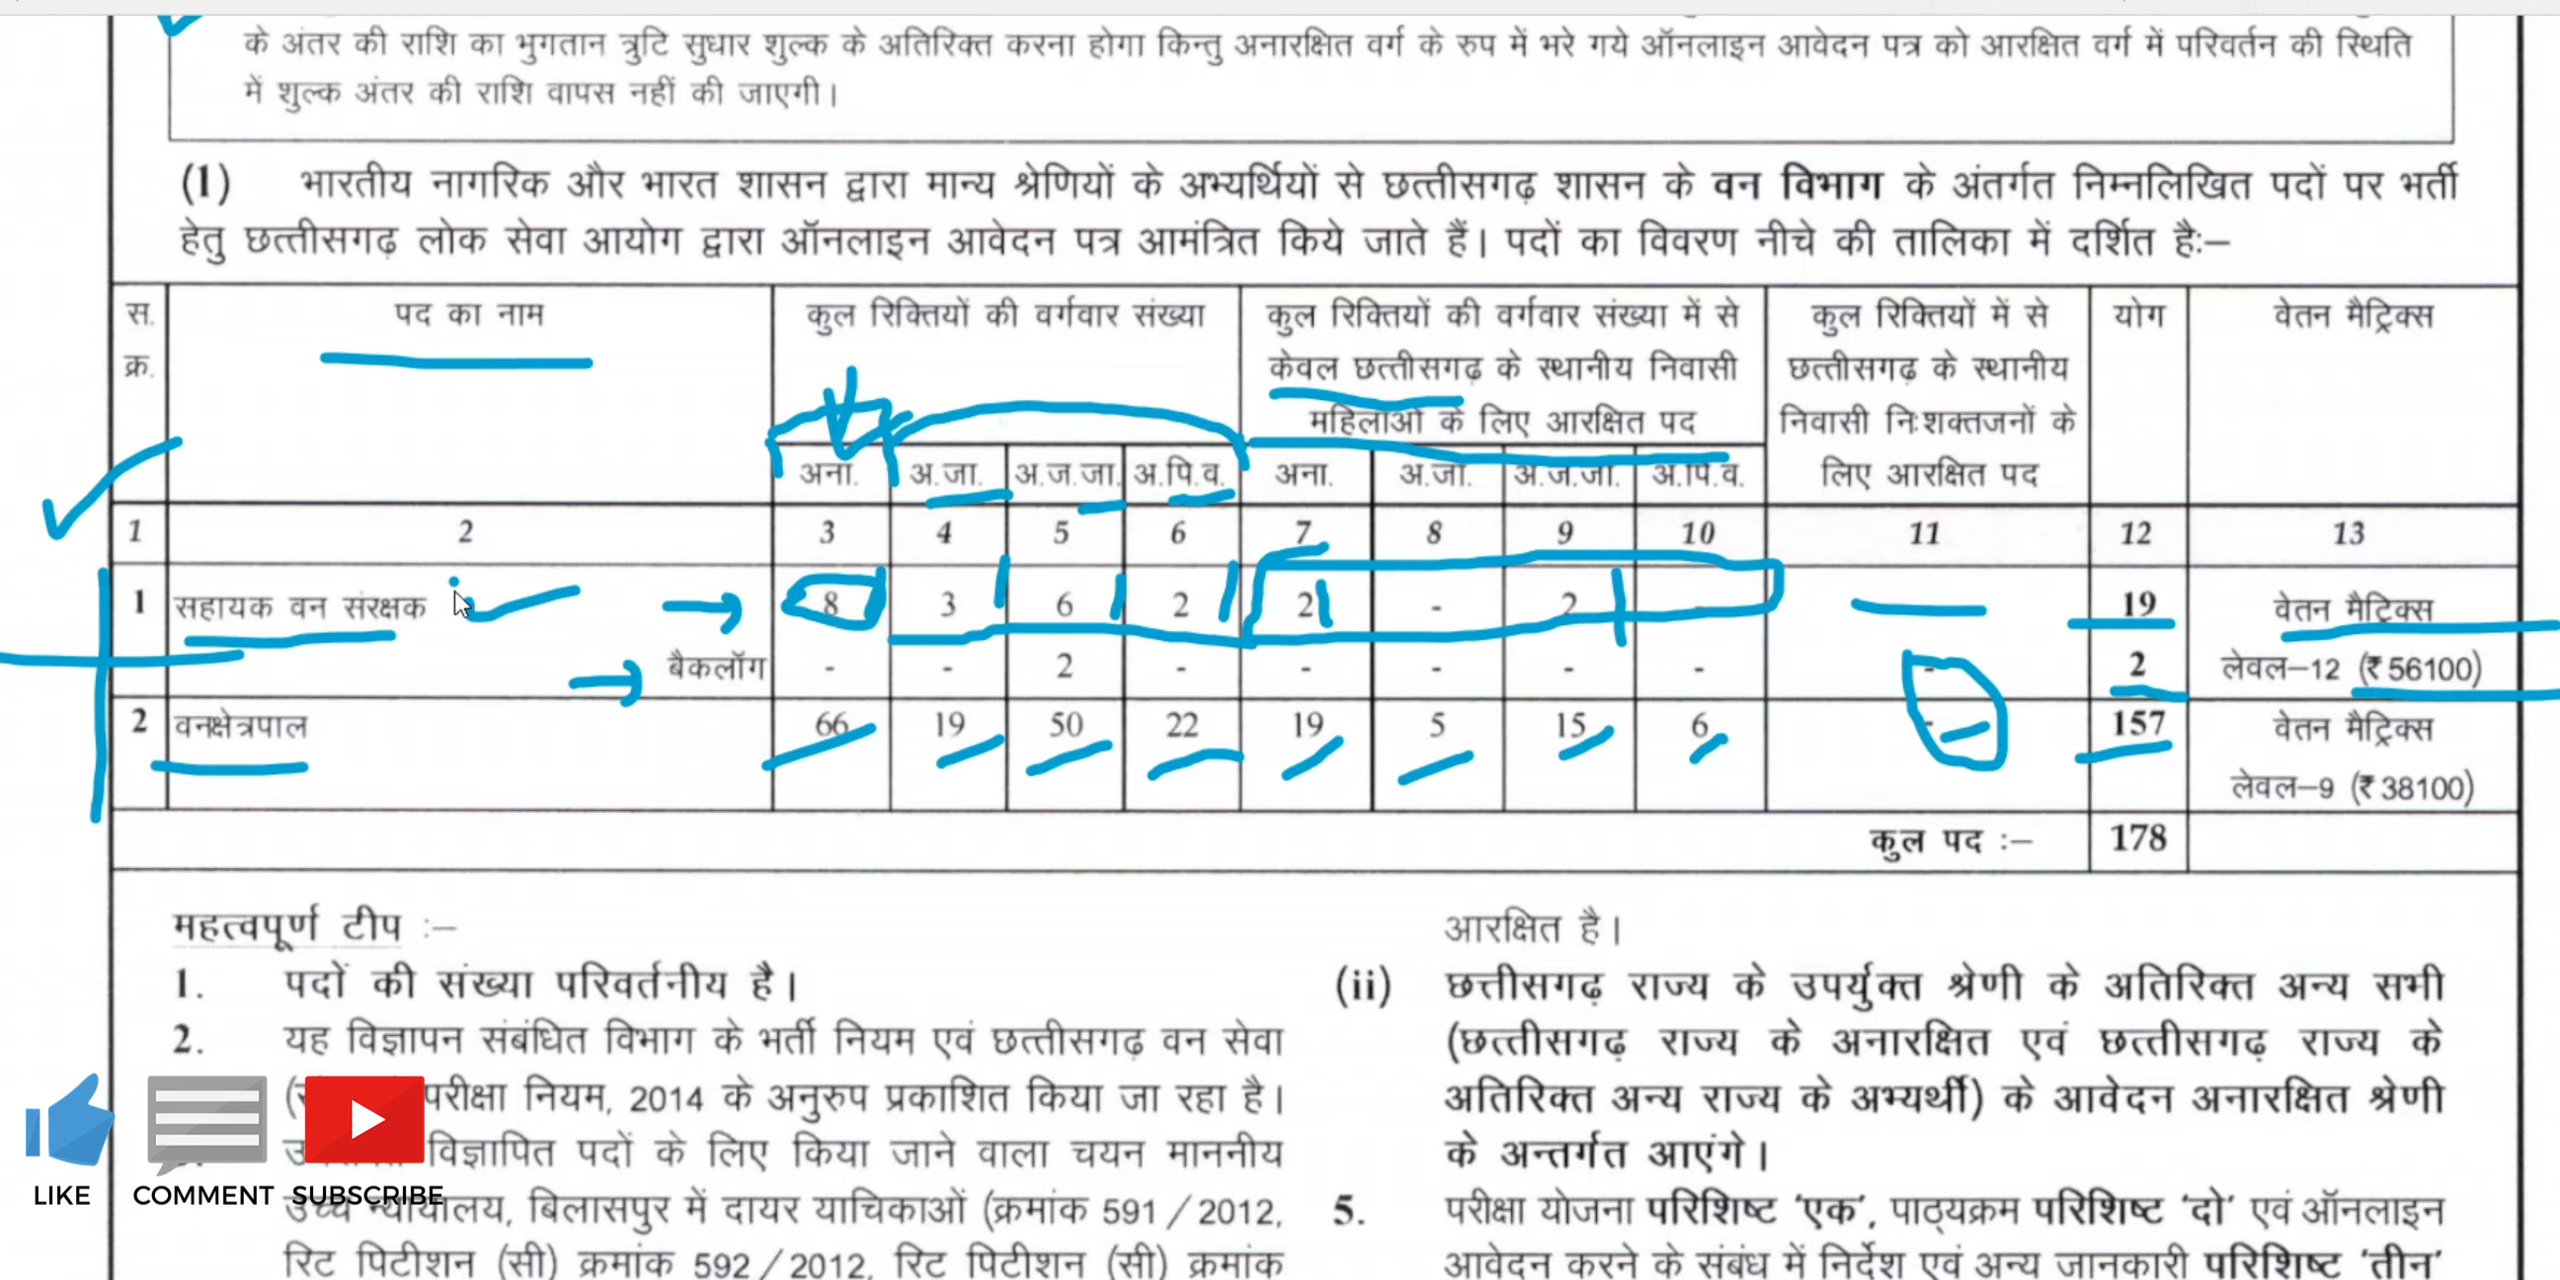 के अंतर की राशि का भुगतान त्रुटि सुधार शुल्क के अतिरिक्त करना होगा किन्तु अनारक्षित वर्ग के रुप में भरे गये ऑनलाइन आवेदन पत्र को आरक्षित वर्ग में परिवर्तन की स्थिति
में शुल्क अंतर की राशि वापस नहीं की जाएगी।
(1) भारतीय नागरिक और भारत शासन द्वारा मान्य श्रेणियों के अभ्यर्थियों से छत्तीसगढ़ शासन के वन विभाग के अंतर्गत निम्नलिखित पदों पर भर्ती
हेतु छत्तीसगढ़ लोक सेवा आयोग द्वारा ऑनलाइन आवेदन पत्र आमंत्रित किये जाते हैं। पदों का विवरण नीचे की तालिका में दर्शित है:–
स. पद का नाम कुल रिक्तियों की वर्गवार संख्या कुल रिक्तियों की वर्गवार संख्या में से कुल रिक्तियों में से योग वेतन मैट्रिक्स
क्र. केवल छत्तीसगढ़ के स्थानीय निवासी छत्तीसगढ़ के स्थानीय
महिलाओं के लिए आरक्षित पद निवासी निःशक्तजनों के
अना. अ.जा. अ.ज.जा. अ.पि.व. अना. अ.जा. अ.ज.जा. अ.पि.व. लिए आरक्षित पद
1 2 3 4 5 6 7 8 9 10 11 12 13
1 सहायक वन संरक्षक 8 3 6 2 2 - 2 19 वेतन मैट्रिक्स
बैकलॉग - - 2 - - - - - - 2 लेवल–12 (₹ 56100)
2 वनक्षेत्रपाल 66 19 50 22 19 5 15 6 - 157 वेतन मैट्रिक्स
लेवल–9 (₹ 38100)
कुल पद :– 178
महत्वपूर्ण टीप :–
1. पदों की संख्या परिवर्तनीय है।
2. यह विज्ञापन संबंधित विभाग के भर्ती नियम एवं छत्तीसगढ़ वन सेवा
परीक्षा नियम, 2014 के अनुरुप प्रकाशित किया जा रहा है।
विज्ञापित पदों के लिए किया जाने वाला चयन माननीय
उच्च न्यायालय, बिलासपुर में दायर याचिकाओं (क्रमांक 591/2012,
रिट पिटीशन (सी) क्रमांक 592/2012, रिट पिटीशन (सी) क्रमांक
आरक्षित है।
(ii) छत्तीसगढ़ राज्य के उपर्युक्त श्रेणी के अतिरिक्त अन्य सभी
(छत्तीसगढ़ राज्य के अनारक्षित एवं छत्तीसगढ़ राज्य के
अतिरिक्त अन्य राज्य के अभ्यर्थी) के आवेदन अनारक्षित श्रेणी
के अन्तर्गत आएंगे।
5. परीक्षा योजना परिशिष्ट 'एक', पाठ्यक्रम परिशिष्ट 'दो' एवं ऑनलाइन
आवेदन करने के संबंध में निर्देश एवं अन्य जानकारी परिशिष्ट 'तीन'
LIKE COMMENT SUBSCRIBE